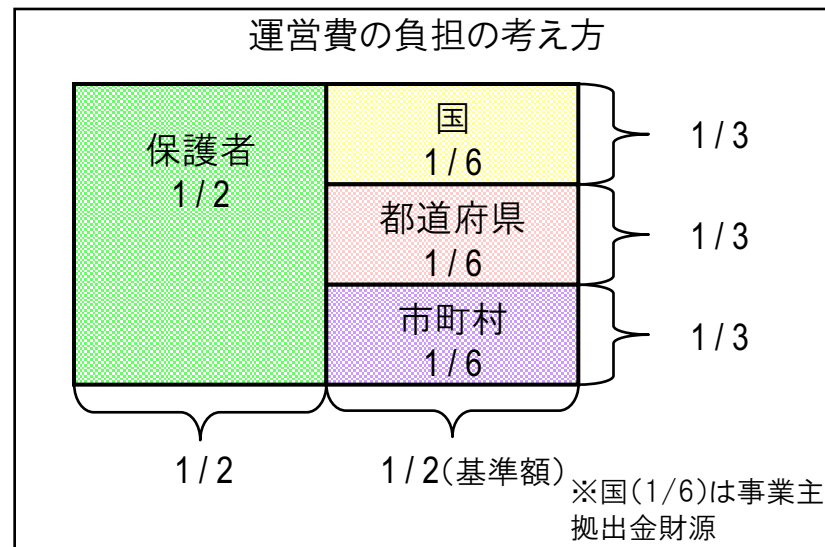 運営費の負担の考え方
保護者
1/2
国
1/6
都道府県
1/6
市町村
1/6
1/3
1/3
1/3
1/2
1/2(基準額)
※国(1/6)は事業主
拠出金財源